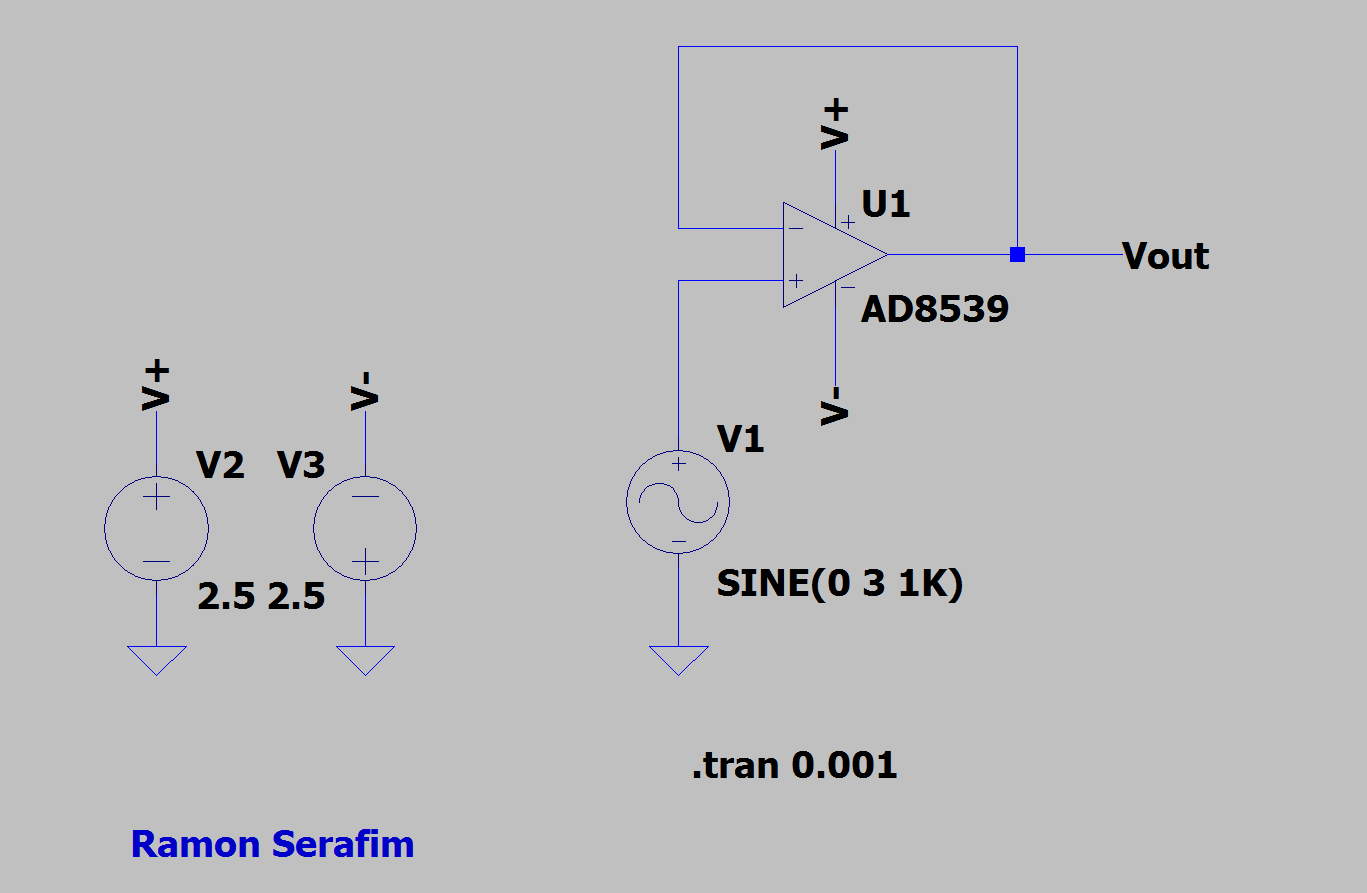 V+
U1
Vout
AD8539
V-
V+
V-
V2
V3
V1
2.5
2.5
SINE(0 3 1K)
.tran 0.001
Ramon Serafim